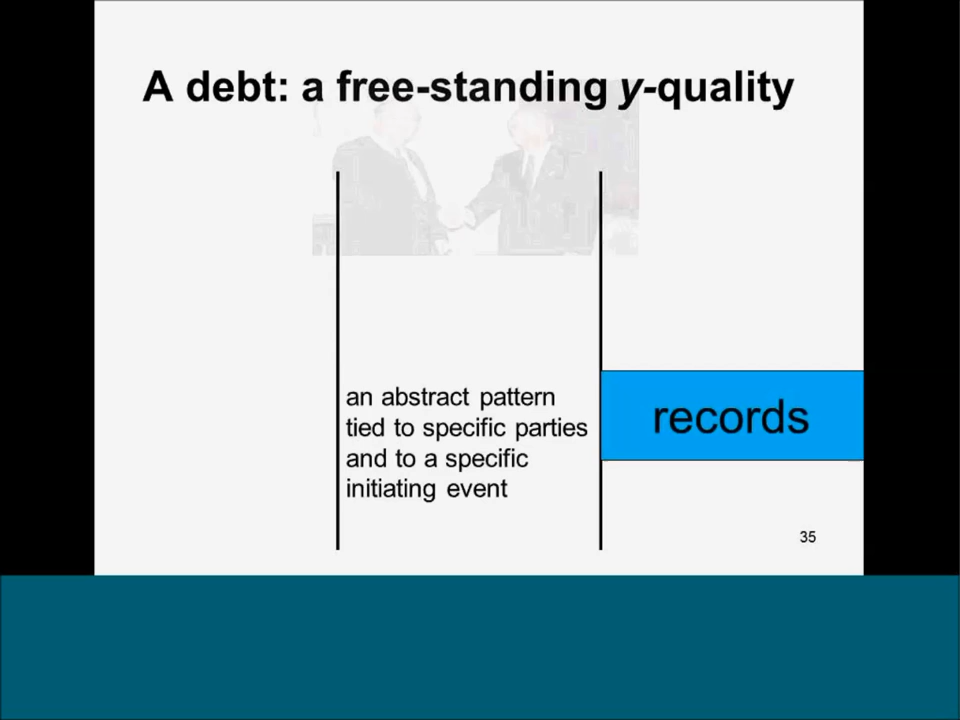 A debt: a free-standing y-quality
an abstract pattern
tied to specific parties
and to a specific
initiating event
records
35